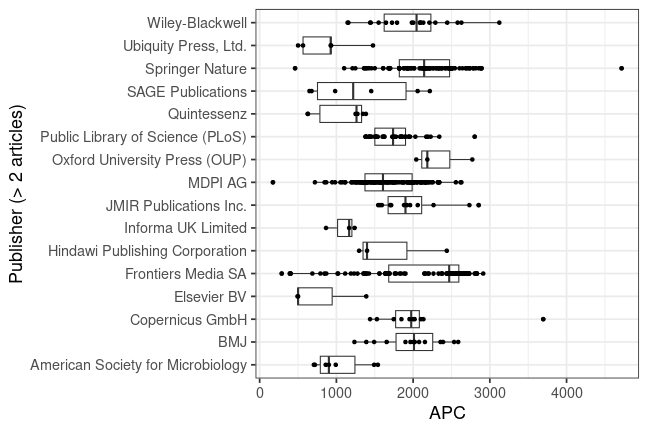 Publisher (> 2 articles)
Wiley-Blackwell
Ubiquity Press, Ltd.
Springer Nature
SAGE Publications
Quintessenz
Public Library of Science (PLoS)
Oxford University Press (OUP)
MDPI AG
JMIR Publications Inc.
Informa UK Limited
Hindawi Publishing Corporation
Frontiers Media SA
Elsevier BV
Copernicus GmbH
BMJ
American Society for Microbiology
0 1000 2000 3000 4000
APC